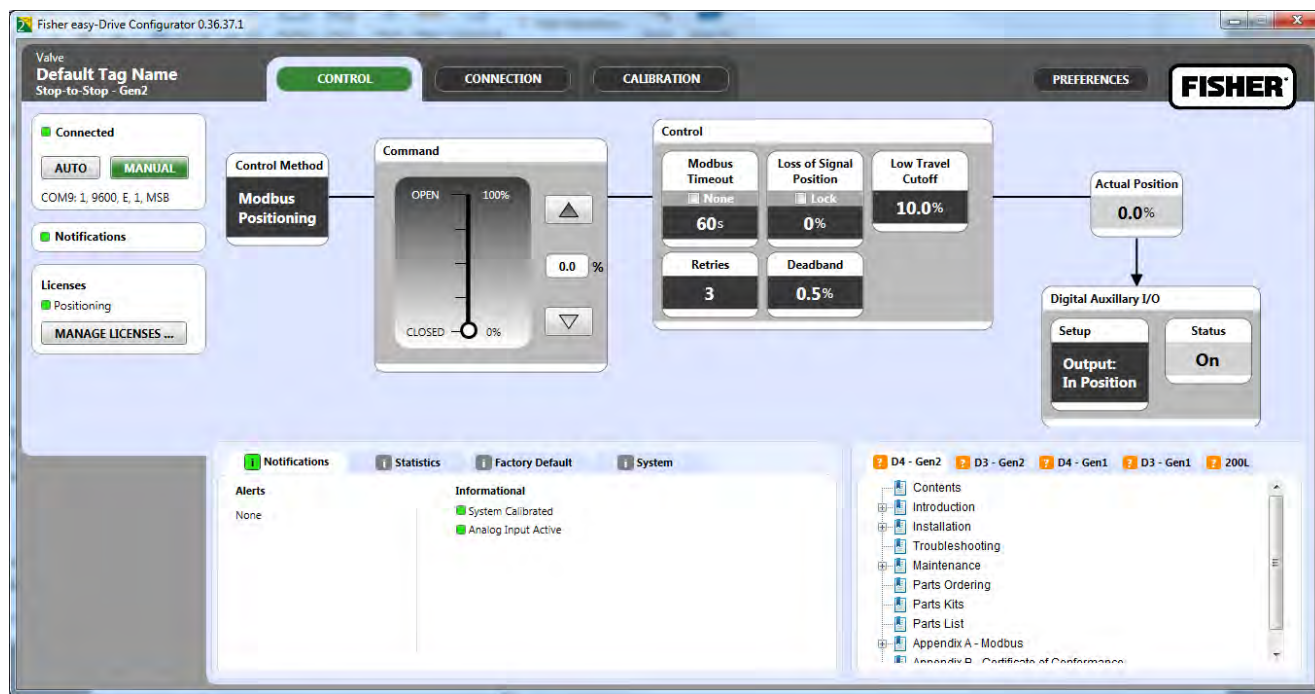 Fisher easy-Drive Configurator 0.36.37.1
Valve
Default Tag Name
Stop-to-Stop - Gen2
CONTROL
CONNECTION
CALIBRATION
PREFERENCES
FISHER
Connected
AUTO
MANUAL
COM9: 1, 9600, E, 1, MSB
Notifications
Licenses
Positioning
MANAGE LICENSES ...
Control Method
Modbus
Positioning
Command
OPEN
100%
0.0 %
CLOSED
0%
Control
Modbus
Timeout
None
60s
Loss of Signal
Position
Lock
0%
Low Travel
Cutoff
10.0%
Retries
3
Deadband
0.5%
Actual Position
0.0%
Digital Auxillary I/O
Setup
Output:
In Position
Status
On
Notifications
Statistics
Factory Default
System
Alerts
None
Informational
System Calibrated
Analog Input Active
D4 - Gen2
D3 - Gen2
D4 - Gen1
D3 - Gen1
200L
Contents
Introduction
Installation
Troubleshooting
Maintenance
Parts Ordering
Parts Kits
Parts List
Appendix A - Modbus
Appendix B - Certificate of Conformance